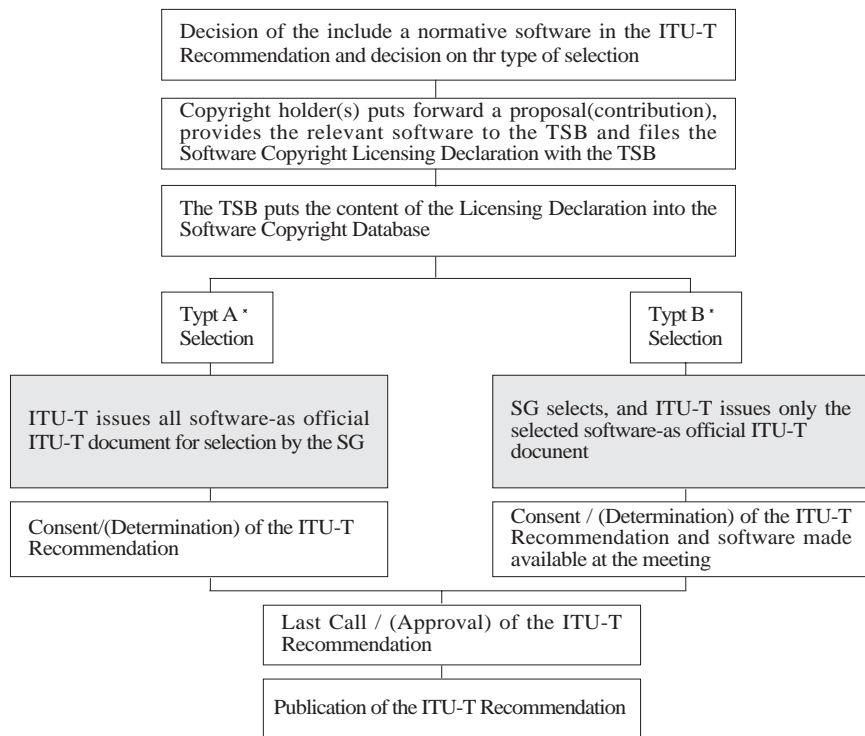 Decision of the include a normative software in the ITU-T
Recommendation and decision on thr type of selection
Copyright holder(s) puts forward a proposal(contribution),
provides the relevant software to the TSB and files the
Software Copyright Licensing Declaration with the TSB
The TSB puts the content of the Licensing Declaration into the
Software Copyright Database
Typt A *
Selection
Typt B *
Selection
ITU-T issues all software-as official
ITU-T document for selection by the SG
SG selects, and ITU-T issues only the
selected software-as official ITU-T
docunent
Consent/(Determination) of the ITU-T
Recommendation
Consent / (Determination) of the ITU-T
Recommendation and software made
available at the meeting
Last Call / (Approval) of the ITU-T
Recommendation
Publication of the ITU-T Recommendation